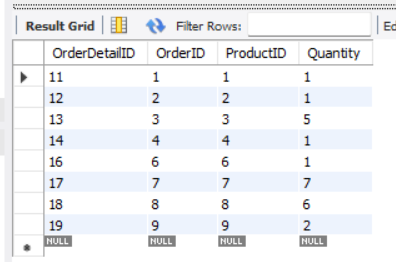 Result Grid Filter Rows: Ed
OrderDetailID OrderID ProductID Quantity
11 1 1 1
12 2 2 1
13 3 3 5
14 4 4 1
16 6 6 1
17 7 7 7
18 8 8 6
19 9 9 2
NULL NULL NULL NULL